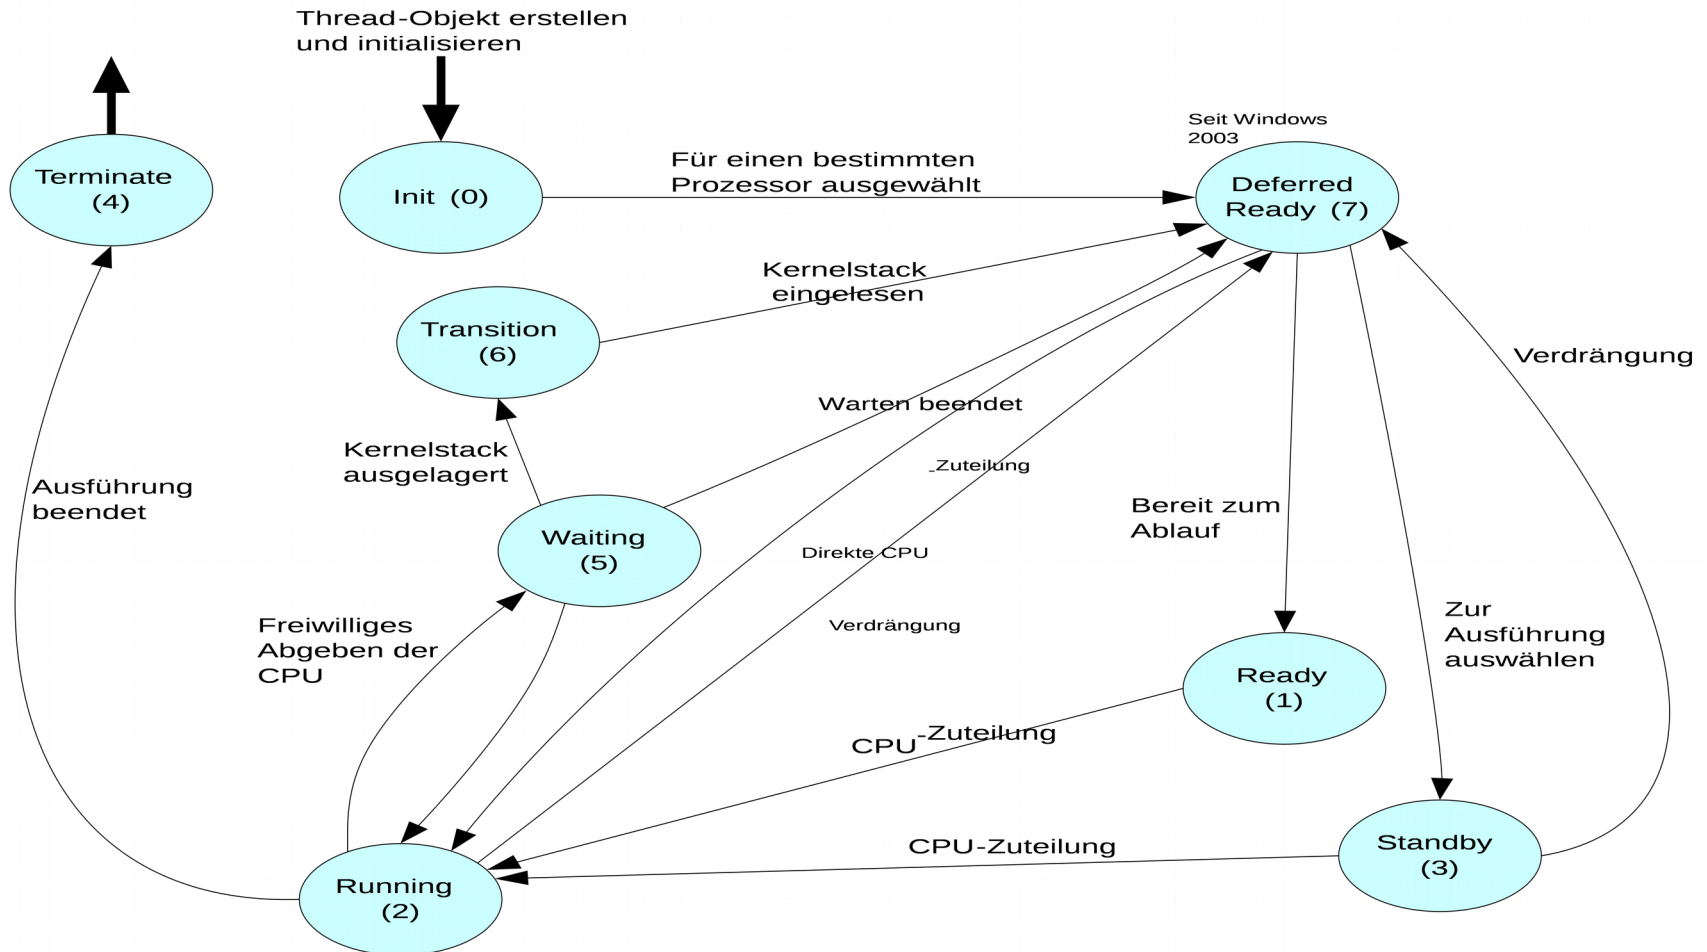 Thread-Objekt erstellen
und initialisieren
Seit Windows
2003
Terminate
(4)
Init (0)
Für einen bestimmten
Prozessor ausgewählt
Deferred
Ready (7)
Kernelstack
eingelesen
Transition
(6)
Verdrängung
Warten beendet
Kernelstack
ausgelagert
-Zuteilung
Ausführung
beendet
Bereit zum
Ablauf
Waiting
(5)
Direkte CPU
Freiwilliges
Abgeben der
CPU
Verdrängung
Zur
Ausführung
auswählen
Ready
(1)
CPU-Zuteilung
CPU-Zuteilung
Standby
(3)
Running
(2)